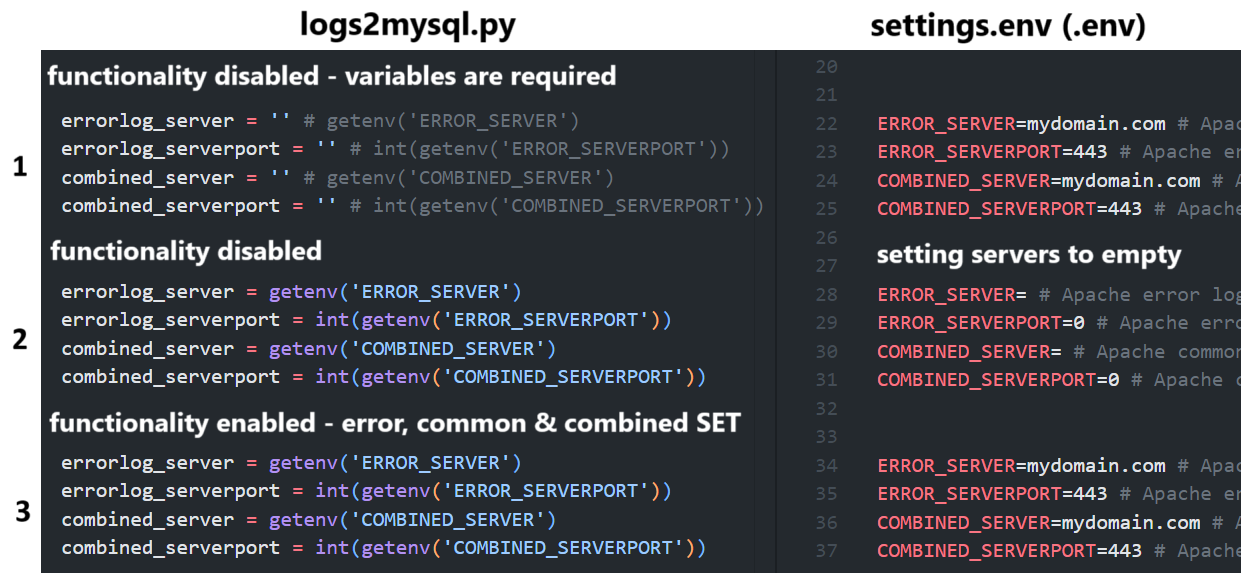 logs2mysql.py
settings.env (.env)
functionality disabled - variables are required
1
errorlog_server = '' # getenv('ERROR_SERVER')
errorlog_serverport = '' # int(getenv('ERROR_SERVERPORT'))
combined_server = '' # getenv('COMBINED_SERVER')
combined_serverport = '' # int(getenv('COMBINED_SERVERPORT'))
functionality disabled
2
errorlog_server = getenv('ERROR_SERVER')
errorlog_serverport = int(getenv('ERROR_SERVERPORT'))
combined_server = getenv('COMBINED_SERVER')
combined_serverport = int(getenv('COMBINED_SERVERPORT'))
functionality enabled - error, common & combined SET
3
errorlog_server = getenv('ERROR_SERVER')
errorlog_serverport = int(getenv('ERROR_SERVERPORT'))
combined_server = getenv('COMBINED_SERVER')
combined_serverport = int(getenv('COMBINED_SERVERPORT'))
20
21
22 ERROR_SERVER=mydomain.com # Apac
23 ERROR_SERVERPORT=443 # Apache er
24 COMBINED_SERVER=mydomain.com # A
25 COMBINED_SERVERPORT=443 # Apache
26
setting servers to empty
27
28 ERROR_SERVER= # Apache error log
29 ERROR_SERVERPORT=0 # Apache erro
30 COMBINED_SERVER= # Apache common
31 COMBINED_SERVERPORT=0 # Apache c
32
33
34 ERROR_SERVER=mydomain.com # Apac
35 ERROR_SERVERPORT=443 # Apache er
36 COMBINED_SERVER=mydomain.com # A
37 COMBINED_SERVERPORT=443 # Apache